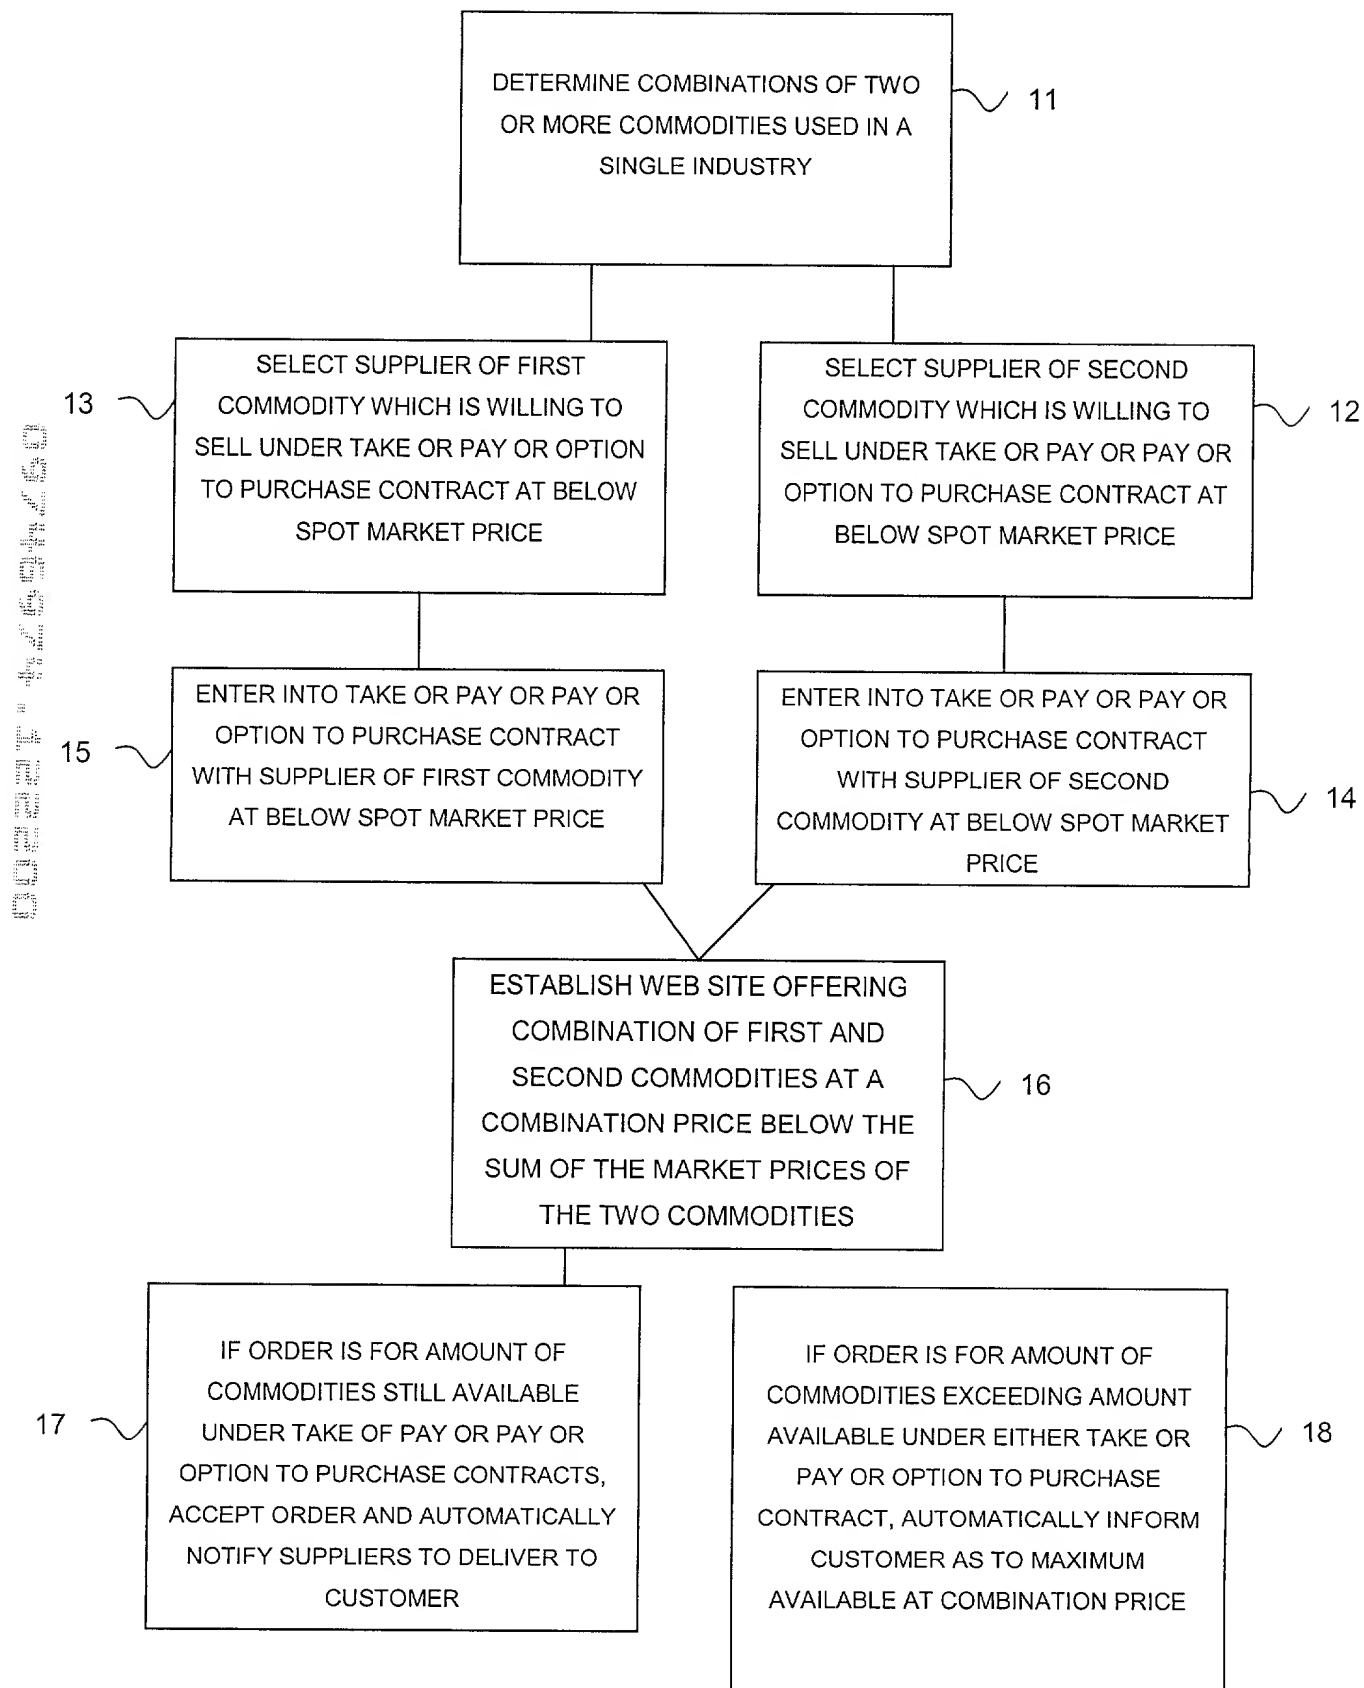 DETERMINE COMBINATIONS OF TWO
OR MORE COMMODITIES USED IN A
SINGLE INDUSTRY
11
SELECT SUPPLIER OF FIRST
COMMODITY WHICH IS WILLING TO
SELL UNDER TAKE OR PAY OR OPTION
TO PURCHASE CONTRACT AT BELOW
SPOT MARKET PRICE
13
SELECT SUPPLIER OF SECOND
COMMODITY WHICH IS WILLING TO
SELL UNDER TAKE OR PAY OR PAY OR
OPTION TO PURCHASE CONTRACT AT
BELOW SPOT MARKET PRICE
12
ENTER INTO TAKE OR PAY OR PAY OR
OPTION TO PURCHASE CONTRACT
WITH SUPPLIER OF FIRST COMMODITY
AT BELOW SPOT MARKET PRICE
15
ENTER INTO TAKE OR PAY OR PAY OR
OPTION TO PURCHASE CONTRACT
WITH SUPPLIER OF SECOND
COMMODITY AT BELOW SPOT MARKET
PRICE
14
ESTABLISH WEB SITE OFFERING
COMBINATION OF FIRST AND
SECOND COMMODITIES AT A
COMBINATION PRICE BELOW THE
SUM OF THE MARKET PRICES OF
THE TWO COMMODITIES
16
IF ORDER IS FOR AMOUNT OF
COMMODITIES STILL AVAILABLE
UNDER TAKE OF PAY OR PAY OR
OPTION TO PURCHASE CONTRACTS,
ACCEPT ORDER AND AUTOMATICALLY
NOTIFY SUPPLIERS TO DELIVER TO
CUSTOMER
17
IF ORDER IS FOR AMOUNT OF
COMMODITIES EXCEEDING AMOUNT
AVAILABLE UNDER EITHER TAKE OR
PAY OR OPTION TO PURCHASE
CONTRACT, AUTOMATICALLY INFORM
CUSTOMER AS TO MAXIMUM
AVAILABLE AT COMBINATION PRICE
18